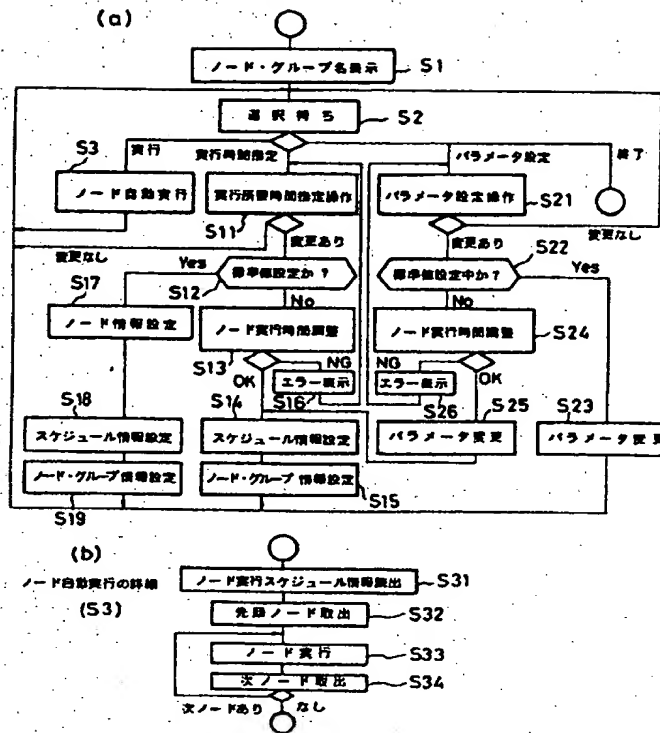 (a)
ノード・グループ名表示 S1
選択待ち S2
実行 実行時間指定 パラメータ設定 終了
S3
ノード自動実行
実行所要時間指定操作
S11
パラメータ設定操作
S21
変更なし 変更あり 変更あり 変更なし
S22
Yes 標準値設定か? 標準値設定中か? Yes
S17 S12
No No
ノード情報設定 ノード実行時間調整 ノード実行時間調整 S24
S13 NG NG
OK エラー表示 エラー表示 OK
S18 S14 S16 S26 S25 S23
スケジュール情報設定 スケジュール情報設定 パラメータ変更 パラメータ変更
ノード・グループ情報設定 ノード・グループ情報設定
S19 S15
(b)
ノード自動実行の詳細
(S3)
ノード実行スケジュール情報読出 S31
先頭ノード取出 S32
ノード実行 S33
次ノード取出 S34
次ノードあり なし